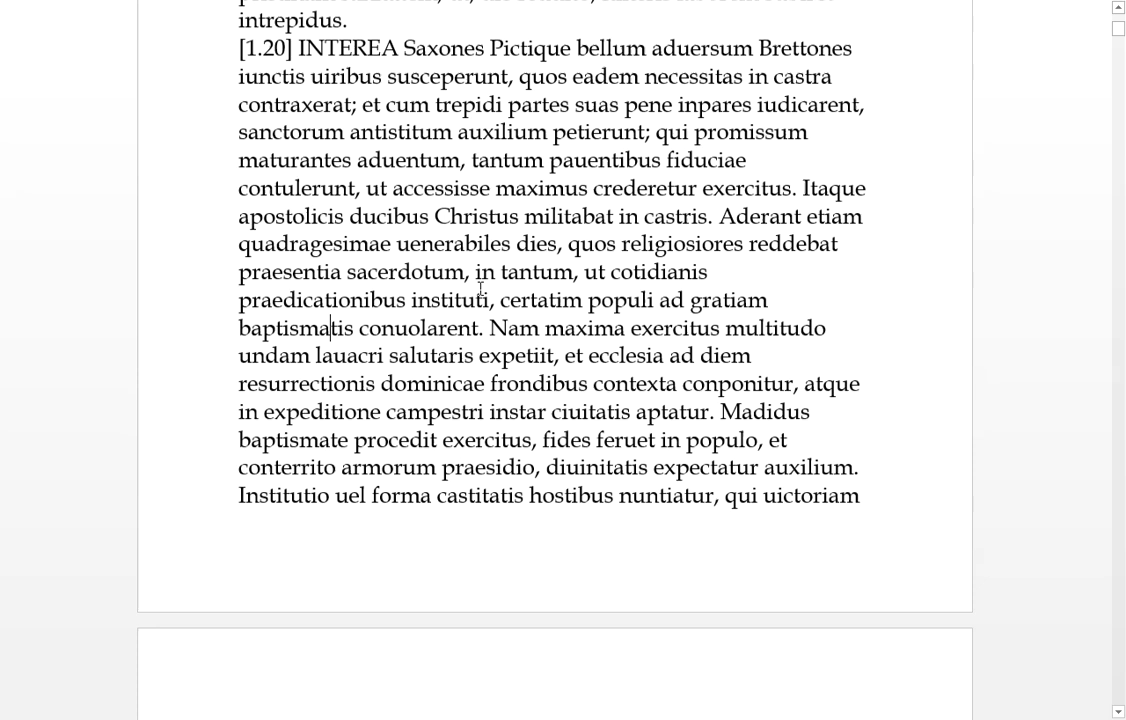 intrepidus.
[1.20] INTEREA Saxones Pictique bellum aduersum Brettones
iunctis uiribus susceperunt, quos eadem necessitas in castra
contraxerat; et cum trepidi partes suas pene inpares iudicarent,
sanctorum antistitum auxilium petierunt; qui promissum
maturantes aduentum, tantum pauentibus fiduciae
contulerunt, ut accessisse maximus crederetur exercitus. Itaque
apostolicis ducibus Christus militabat in castris. Aderant etiam
quadragesimae uenerabiles dies, quos religiosiores reddebat
praesentia sacerdotum, in tantum, ut cotidianis
praedicationibus instituti, certatim populi ad gratiam
baptismatis conuolarent. Nam maxima exercitus multitudo
undam lauacri salutaris expetiit, et ecclesia ad diem
resurrectionis dominicae frondibus contexta conponitur, atque
in expeditione campestri instar ciuitatis aptatur. Madidus
baptismate procedit exercitus, fides feruet in populo, et
conterrito armorum praesidio, diuinitatis expectatur auxilium.
Institutio uel forma castitatis hostibus nuntiatur, qui uictoriam